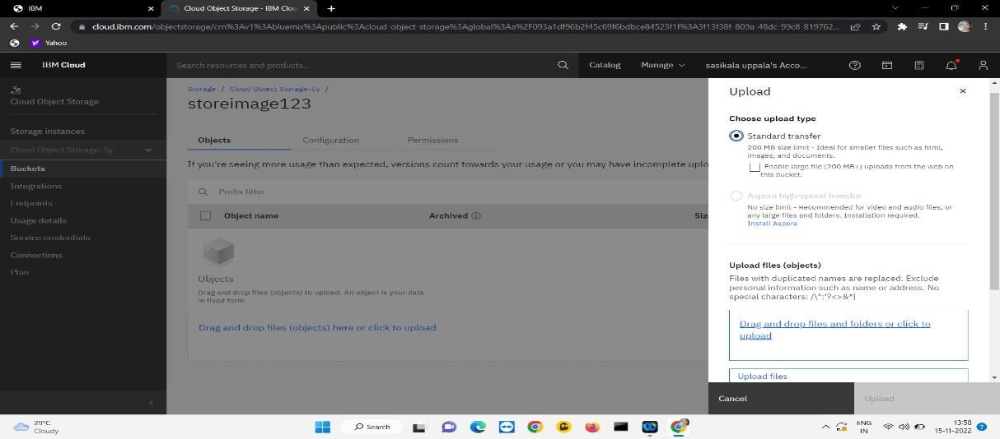 IBM
Cloud Object Storage - IBM Clou
cloud.ibm.com/objectstorage/crn%3Av1%3Abluemix%3Apublic%3Acloud-object-storage%3Aglobal%3Aa%2F093a1df96b2f45c69f6bdbce84523f1f%3A3f13f38f-809a-48dc-99c8-819762...
Yahoo
IBM Cloud
Search resources and products...
Catalog
Manage
sasikala uppala's Acco...
Cloud Object Storage
Storage instances
Cloud Object Storage-5y
Buckets
Integrations
Endpoints
Usage details
Service credentials
Connections
Plan
Storage / Cloud Object Storage-5y /
storeimage123
Objects
Configuration
Permissions
If you're seeing more usage than expected, versions count towards your usage or you may have incomplete uplo
Prefix filter
Object name
Archived
Siz
Objects
Drag and drop files (objects) to upload. An object is your data
in fixed form.
Drag and drop files (objects) here or click to upload
Upload
Choose upload type
Standard transfer
200 MB size limit - Ideal for smaller files such as html,
images, and documents.
Enable large file (200 MB+) uploads from the web on
this bucket.
Aspera high-speed transfer
No size limit - Recommended for video and audio files, or
any large files and folders. Installation required.
Install Aspera
Upload files (objects)
Files with duplicated names are replaced. Exclude
personal information such as name or address. No
special characters: /\":'?<>&*|
Drag and drop files and folders or click to
upload
Upload files
Cancel
Upload
29°C
Cloudy
Search
ENG
IN
13:58
15-11-2022
7